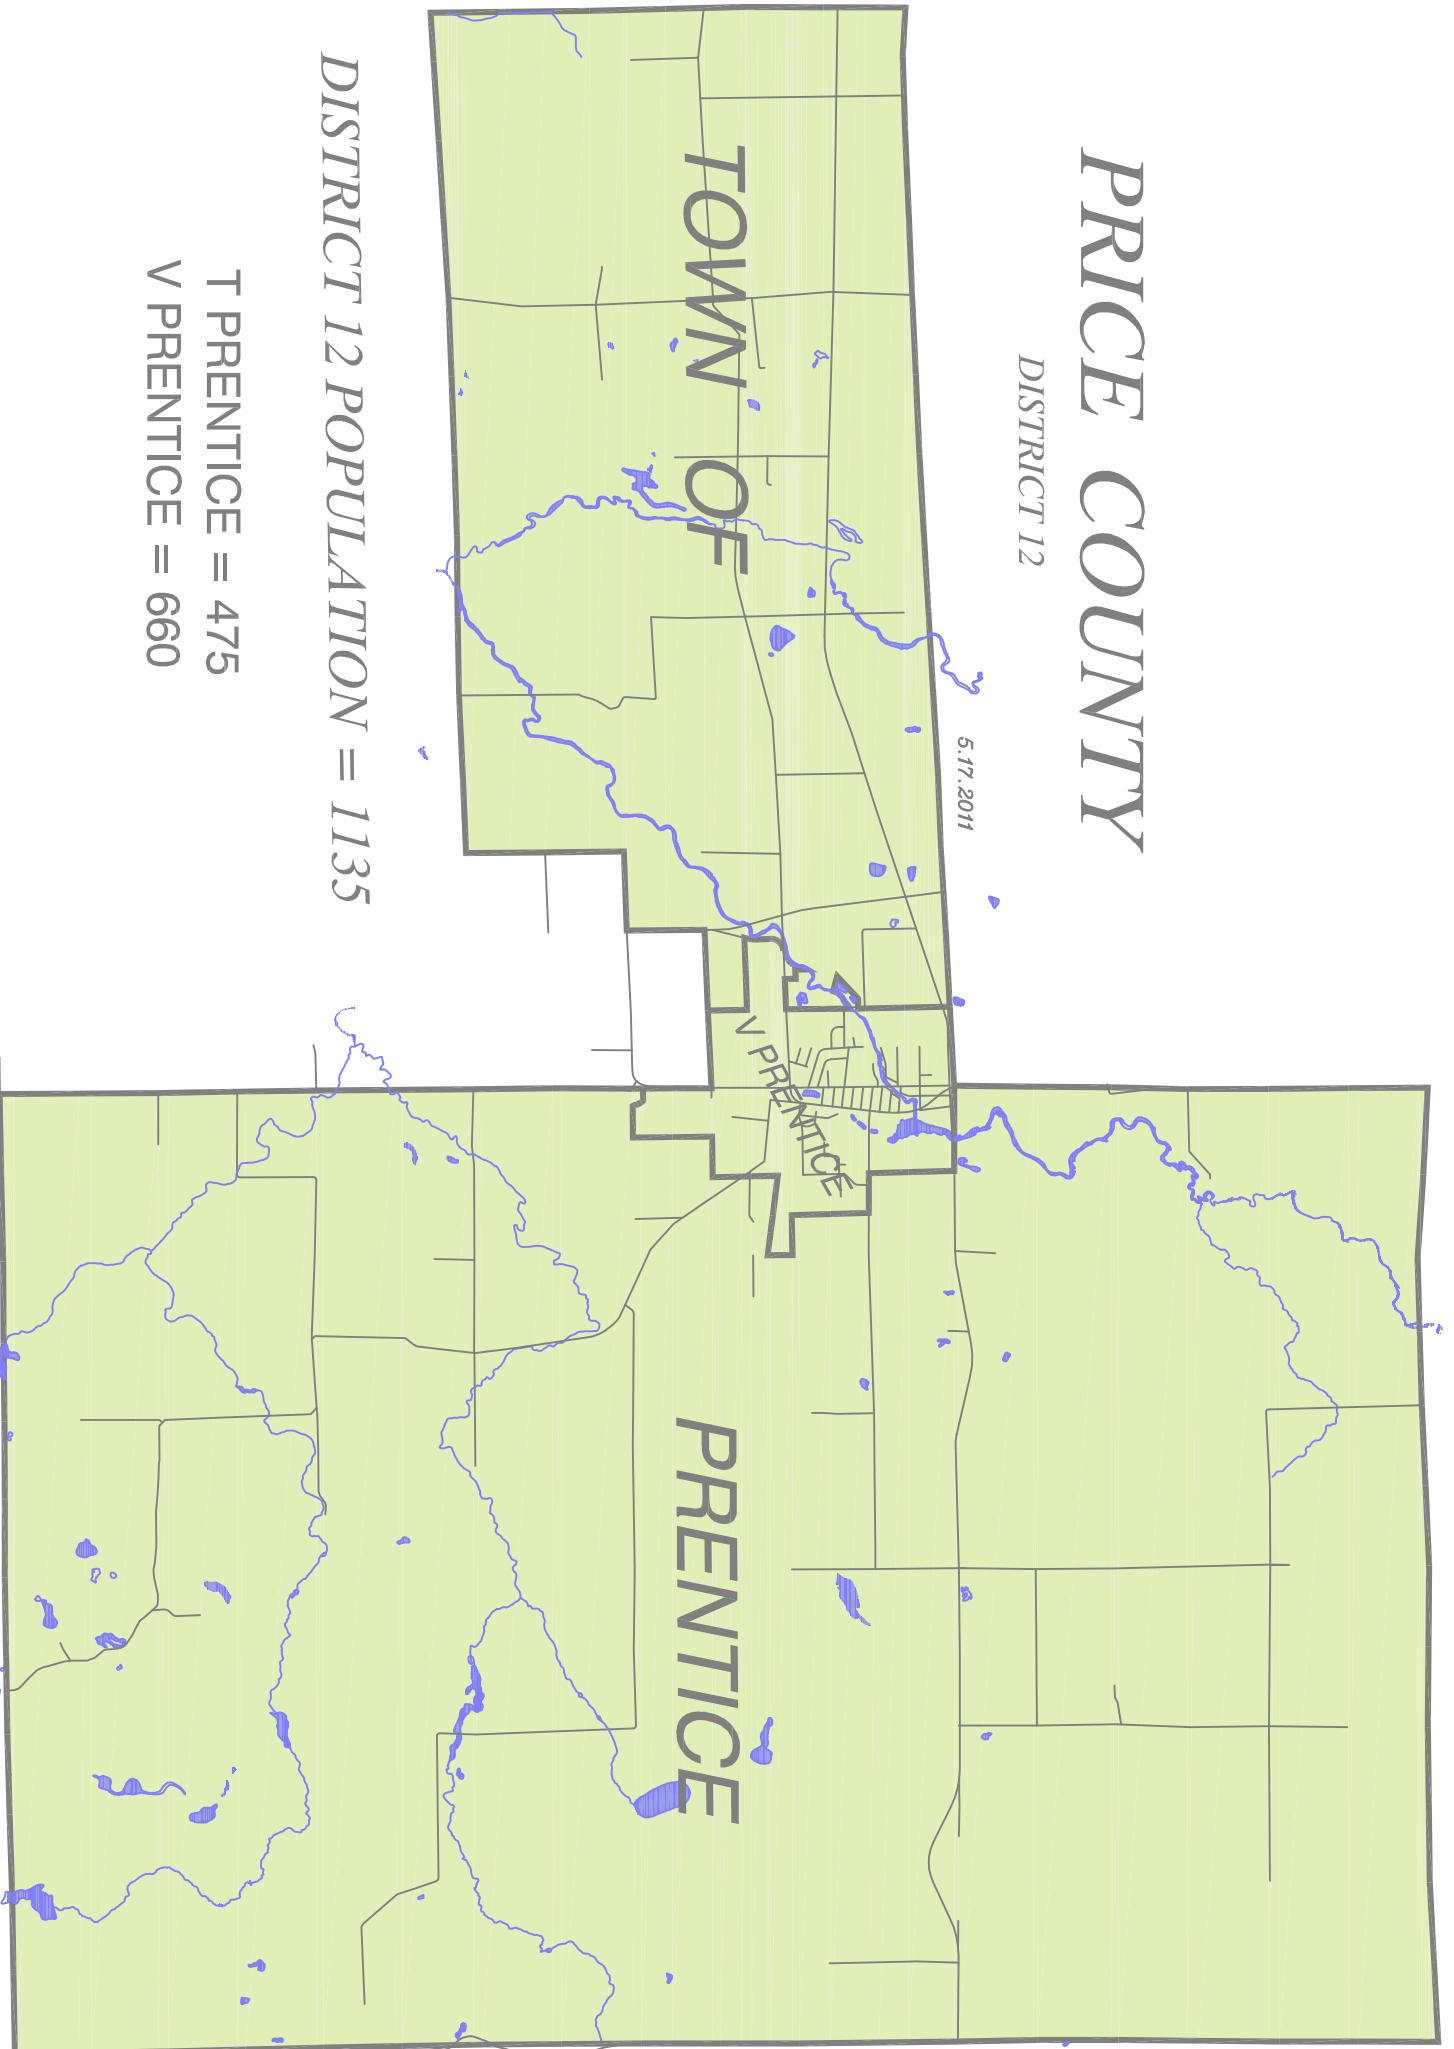 PRICE COUNTY
DISTRICT 12
5.17.2011
TOWN OF PRENTICE
V PRENTICE
DISTRICT 12 POPULATION = 1135
T PRENTICE = 475
V PRENTICE = 660